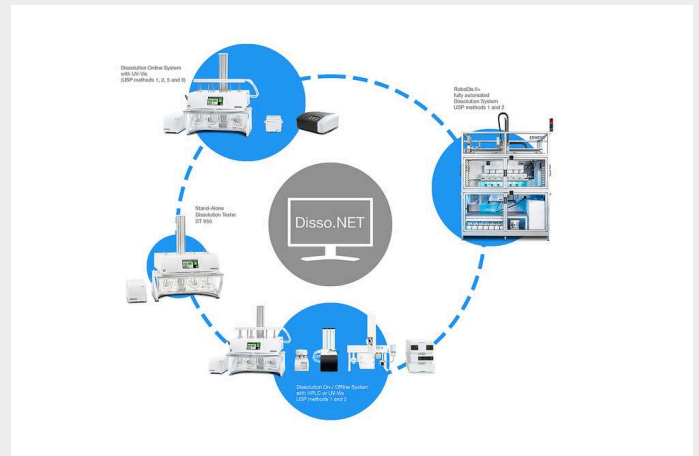 Dissolution Online System
with UV-Vis
(USP methods 1, 2, 5 and 6)
RoboDis II+
fully automated
Dissolution System
USP methods 1 and 2
Disso.NET
Stand-Alone
Dissolution Tester
DT 950
Dissolution On-/ Offline System
with HPLC or UV-Vis
USP methods 1 and 2